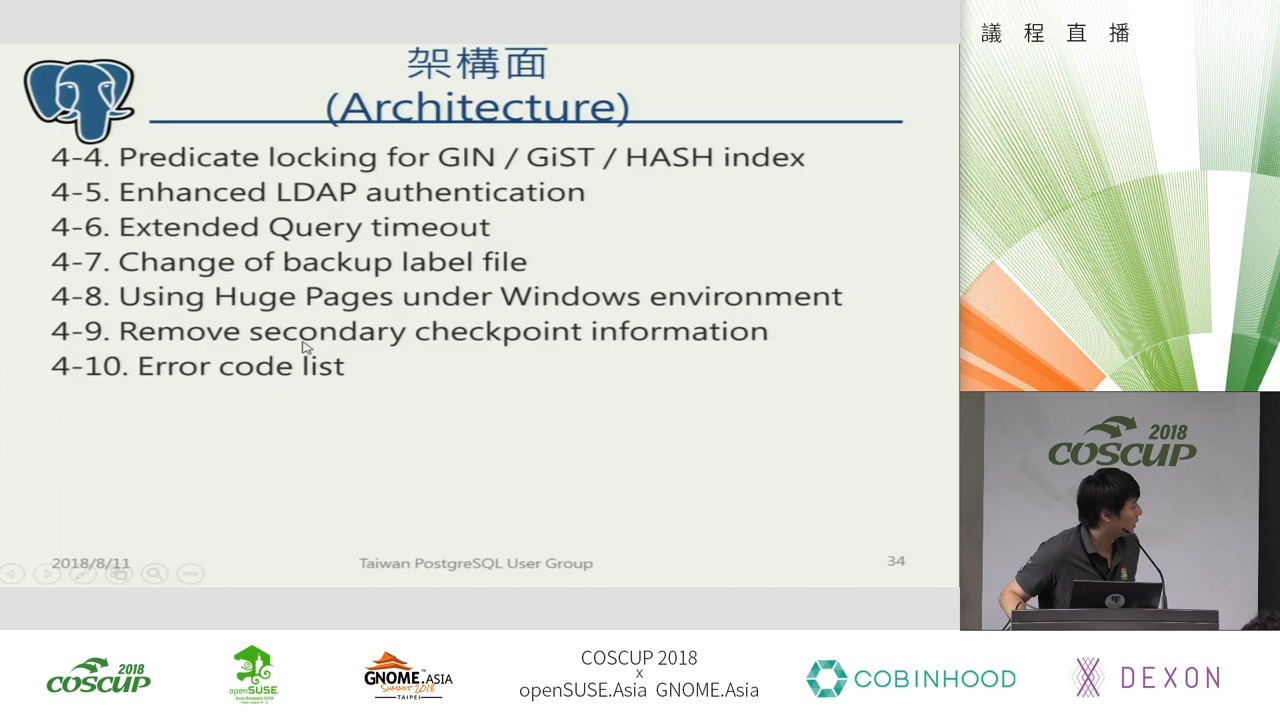 議程直播
架構面
(Architecture)
4-4. Predicate locking for GIN / GiST / HASH index
4-5. Enhanced LDAP authentication
4-6. Extended Query timeout
4-7. Change of backup label file
4-8. Using Huge Pages under Windows environment
4-9. Remove secondary checkpoint information
4-10. Error code list
2018/8/11
Taiwan PostgreSQL User Group
34
2018
COSCUP
2018
COSCUP
openSUSE
GNOME.ASIA
SUMMIT 2018
TAIPEI
COSCUP 2018
x
openSUSE.Asia GNOME.Asia
COBINHOOD
DEXON